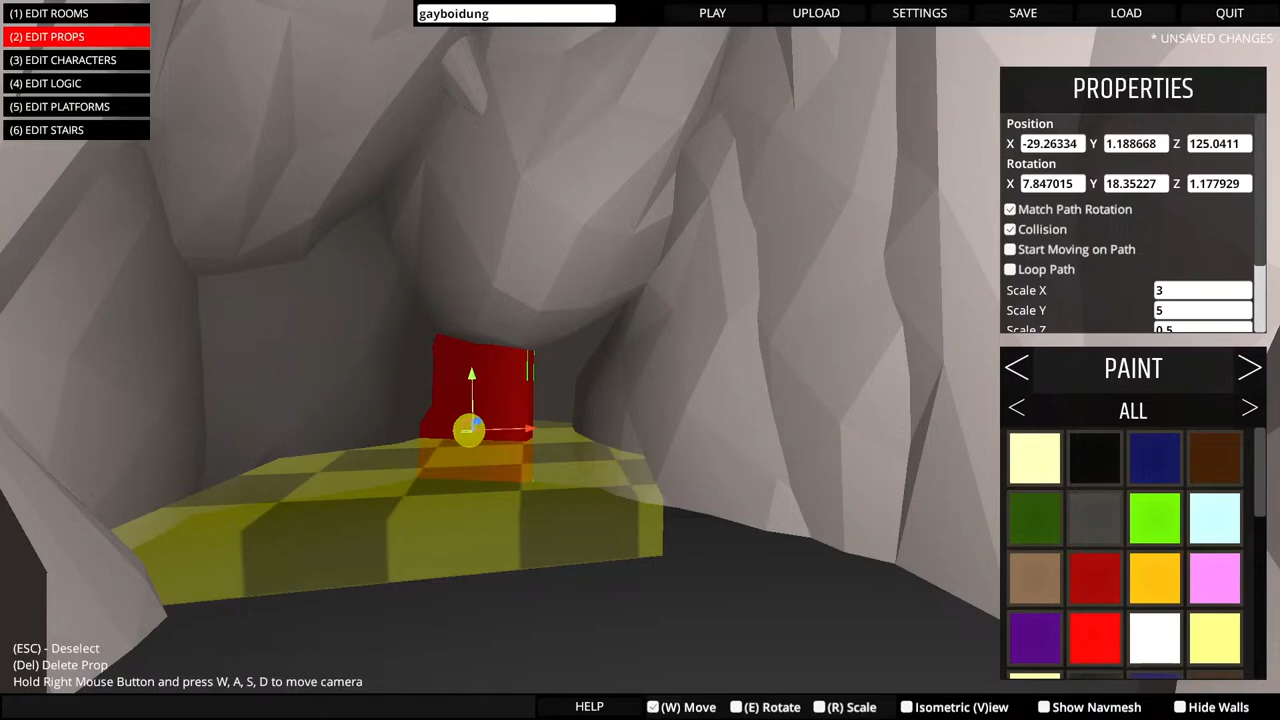 (1) EDIT ROOMS
gayboidung
PLAY
UPLOAD
SETTINGS
SAVE
LOAD
QUIT
(2) EDIT PROPS
* UNSAVED CHANGES
(3) EDIT CHARACTERS
(4) EDIT LOGIC
(5) EDIT PLATFORMS
(6) EDIT STAIRS
PROPERTIES
Position
X -29.26334 Y 1.188668 Z 125.0411
Rotation
X 7.847015 Y 18.35227 Z 1.177929
Match Path Rotation
Collision
Start Moving on Path
Loop Path
Scale X 3
Scale Y 5
Scale Z 0.5
< PAINT >
< ALL >
(ESC) - Deselect
(Del) Delete Prop
Hold Right Mouse Button and press W, A, S, D to move camera
HELP
(W) Move
(E) Rotate
(R) Scale
Isometric (V)iew
Show Navmesh
Hide Walls